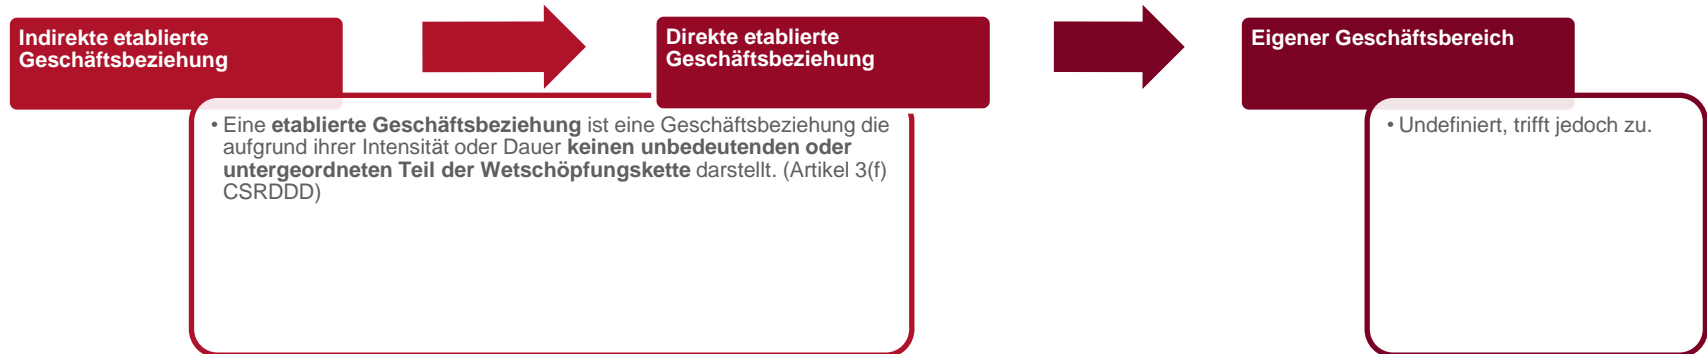 Indirekte etablierte
Geschäftsbeziehung
Direkte etablierte
Geschäftsbeziehung
Eigener Geschäftsbereich
• Eine etablierte Geschäftsbeziehung ist eine Geschäftsbeziehung die
aufgrund ihrer Intensität oder Dauer keinen unbedeutenden oder
untergeordneten Teil der Wetschöpfungskette darstellt. (Artikel 3(f)
CSRDDD)
• Undefiniert, trifft jedoch zu.